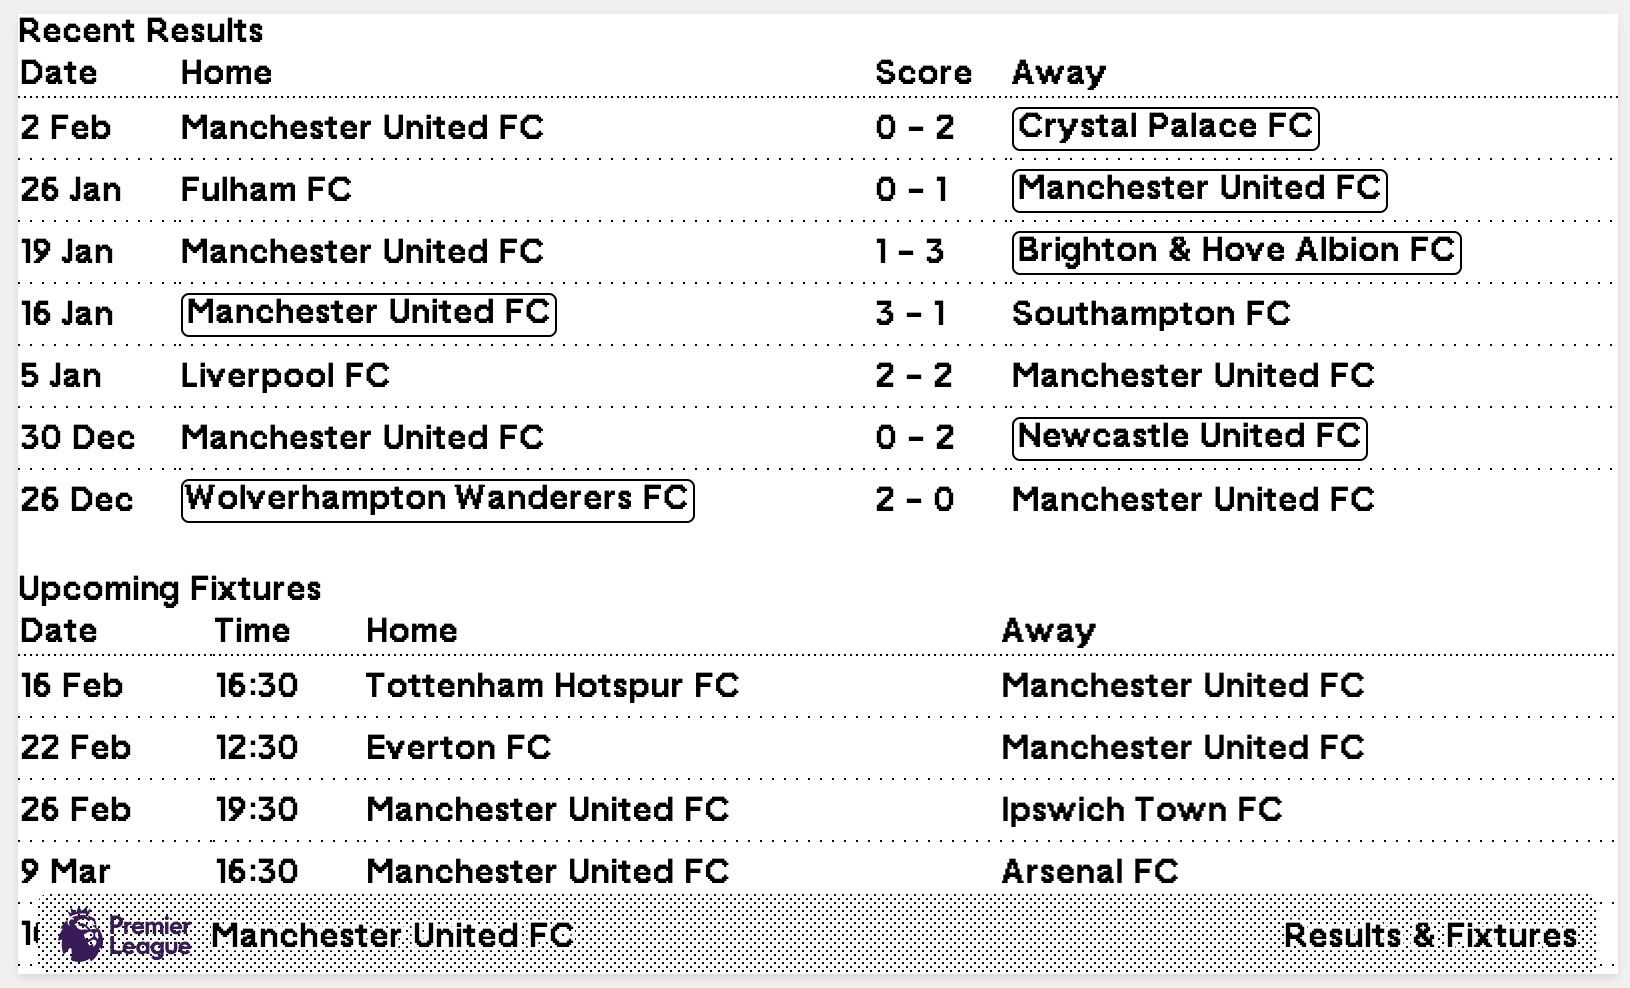 Recent Results
Date Home Score Away
2 Feb Manchester United FC 0 - 2 Crystal Palace FC
26 Jan Fulham FC 0 - 1 Manchester United FC
19 Jan Manchester United FC 1 - 3 Brighton & Hove Albion FC
16 Jan Manchester United FC 3 - 1 Southampton FC
5 Jan Liverpool FC 2 - 2 Manchester United FC
30 Dec Manchester United FC 0 - 2 Newcastle United FC
26 Dec Wolverhampton Wanderers FC 2 - 0 Manchester United FC
Upcoming Fixtures
Date Time Home Away
16 Feb 16:30 Tottenham Hotspur FC Manchester United FC
22 Feb 12:30 Everton FC Manchester United FC
26 Feb 19:30 Manchester United FC Ipswich Town FC
9 Mar 16:30 Manchester United FC Arsenal FC
Premier League Manchester United FC Results & Fixtures